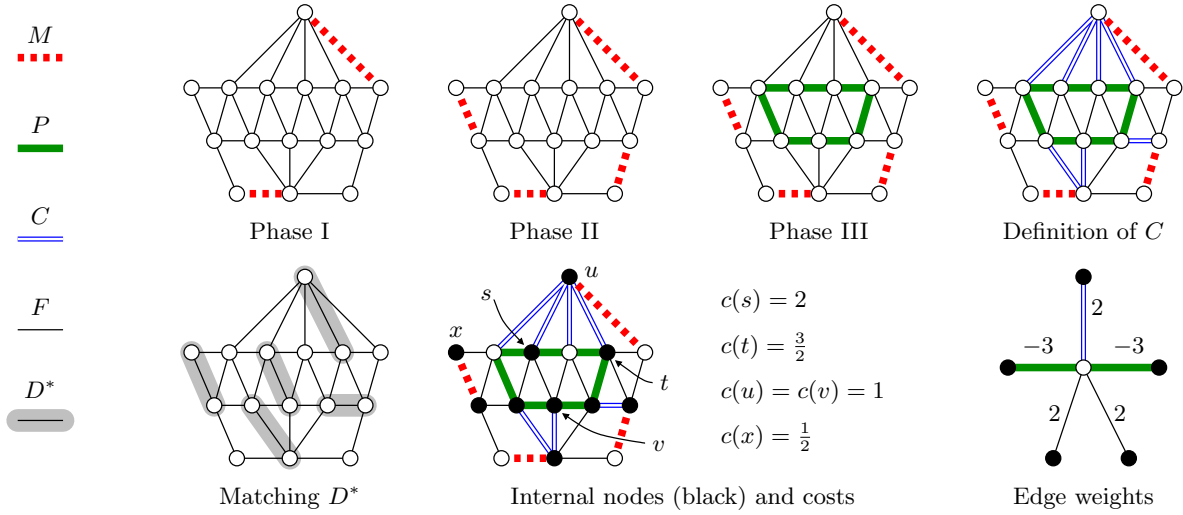 M
P
C
F
D*
Phase I
Phase II
Phase III
Definition of C
s
u
x
t
v
c(s) = 2
c(t) = 3/2
c(u) = c(v) = 1
c(x) = 1/2
2
−3
−3
2
2
Matching D*
Internal nodes (black) and costs
Edge weights